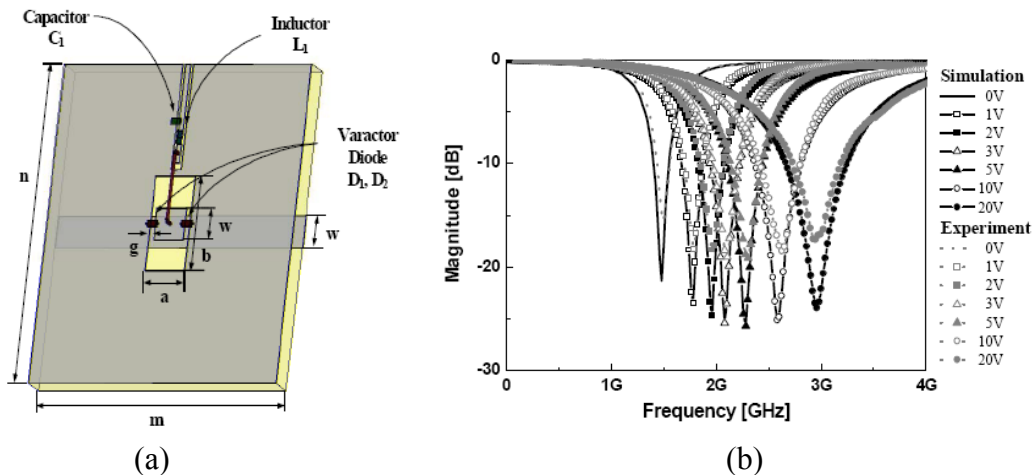 Capacitor
C1
Inductor
L1
Varactor
Diode
D1, D2
n
g
w
w
b
a
m
(a)
(b)
Magnitude [dB]
0
-10
-20
-30
0
1G
2G
3G
4G
Frequency [GHz]
Simulation
0V
1V
2V
3V
5V
10V
20V
Experiment
0V
1V
2V
3V
5V
10V
20V